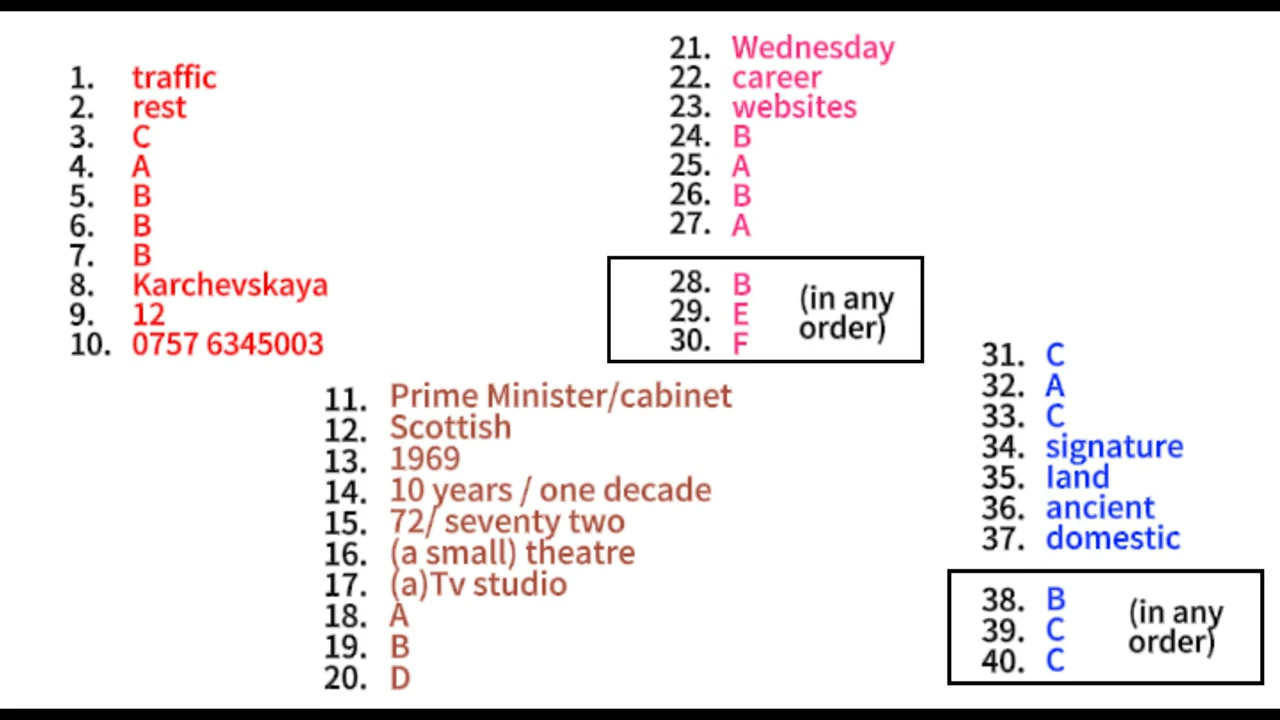 1. traffic
2. rest
3. C
4. A
5. B
6. B
7. B
8. Karchevskaya
9. 12
10. 0757 6345003
11. Prime Minister/cabinet
12. Scottish
13. 1969
14. 10 years / one decade
15. 72/ seventy two
16. (a small) theatre
17. (a)Tv studio
18. A
19. B
20. D
21. Wednesday
22. career
23. websites
24. B
25. A
26. B
27. A
28. B
29. E
30. F
(in any
order)
31. C
32. A
33. C
34. signature
35. land
36. ancient
37. domestic
38. B
39. C
40. C
(in any
order)